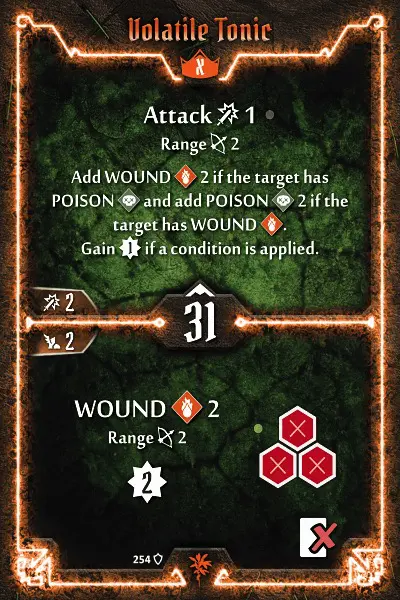 Volatile Tonic
X
Attack 1
Range 2
Add WOUND 2 if the target has
POISON and add POISON 2 if the
target has WOUND .
Gain 1 if a condition is applied.
2
31
2
WOUND 2
Range 2
2
254